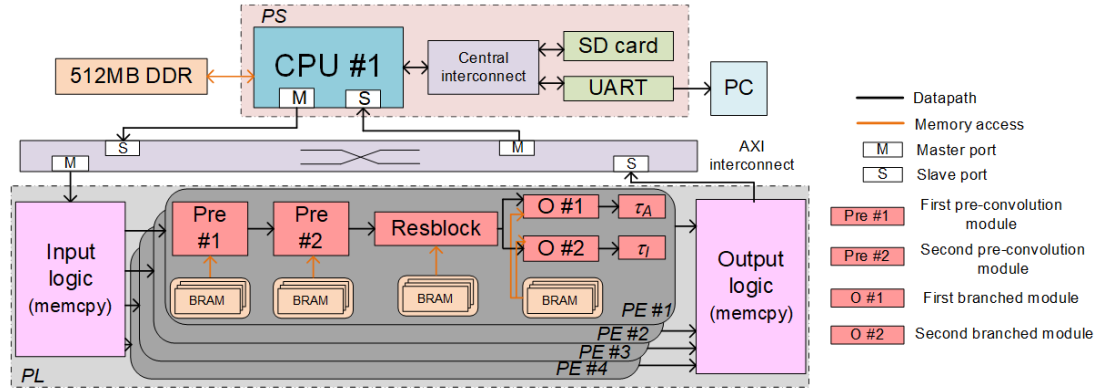 PS
512MB DDR
CPU #1
M
S
Central
interconnect
SD card
UART
PC
S
M
M
S
AXI
interconnect
Datapath
Memory access
M
Master port
S
Slave port
Input
logic
(memcpy)
Pre
#1
Pre
#2
Resblock
O #1
O #2
τA
τI
BRAM
BRAM
BRAM
BRAM
PE #1
PE #2
PE #3
PE #4
Output
logic
(memcpy)
PL
Pre #1
First pre-convolution
module
Pre #2
Second pre-convolution
module
O #1
First branched module
O #2
Second branched module